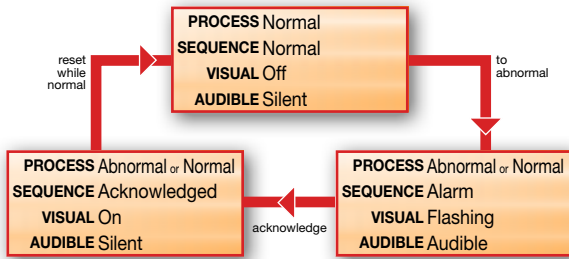 PROCESS Normal
SEQUENCE Normal
VISUAL Off
AUDIBLE Silent
reset
while
normal
to
abnormal
PROCESS Abnormal or Normal
SEQUENCE Acknowledged
VISUAL On
AUDIBLE Silent
acknowledge
PROCESS Abnormal or Normal
SEQUENCE Alarm
VISUAL Flashing
AUDIBLE Audible